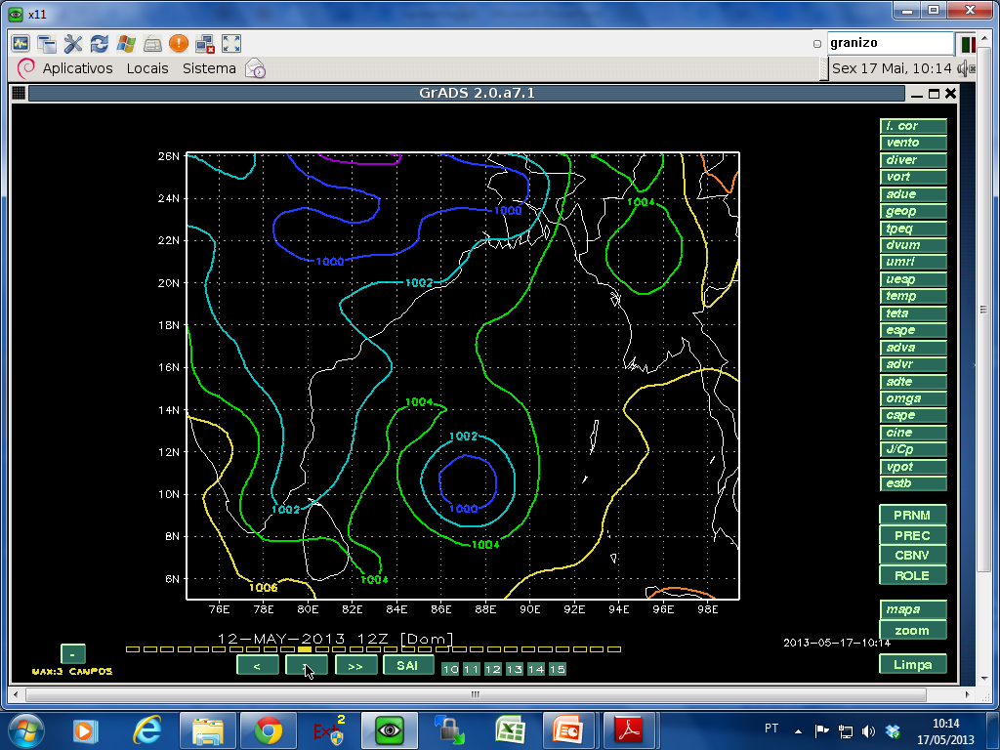 x11
granizo
Aplicativos Locais Sistema
Sex 17 Mai, 10:14
GrADS 2.0.a7.1
26N
24N
22N
20N
18N
16N
14N
12N
10N
8N
6N
76E 78E 80E 82E 84E 86E 88E 90E 92E 94E 96E 98E
1004
1000
1000
1002
1004
1002
1000
1002
1004
1004
1006
12-MAY-2013 12Z [Dom]
2013-05-17-10:14
-
MAX:3 CAMPOS
< >> SAI 10 11 12 13 14 15
l. cor
vento
diver
vort
adue
geop
tpeq
dvum
umrl
uesp
temp
teta
espe
adva
advr
adte
omga
cape
cine
J/Cp
vpot
estb
PRNM
PREC
CBNV
ROLE
mapa
zoom
Limpa
Ext2
PT
10:14
17/05/2013